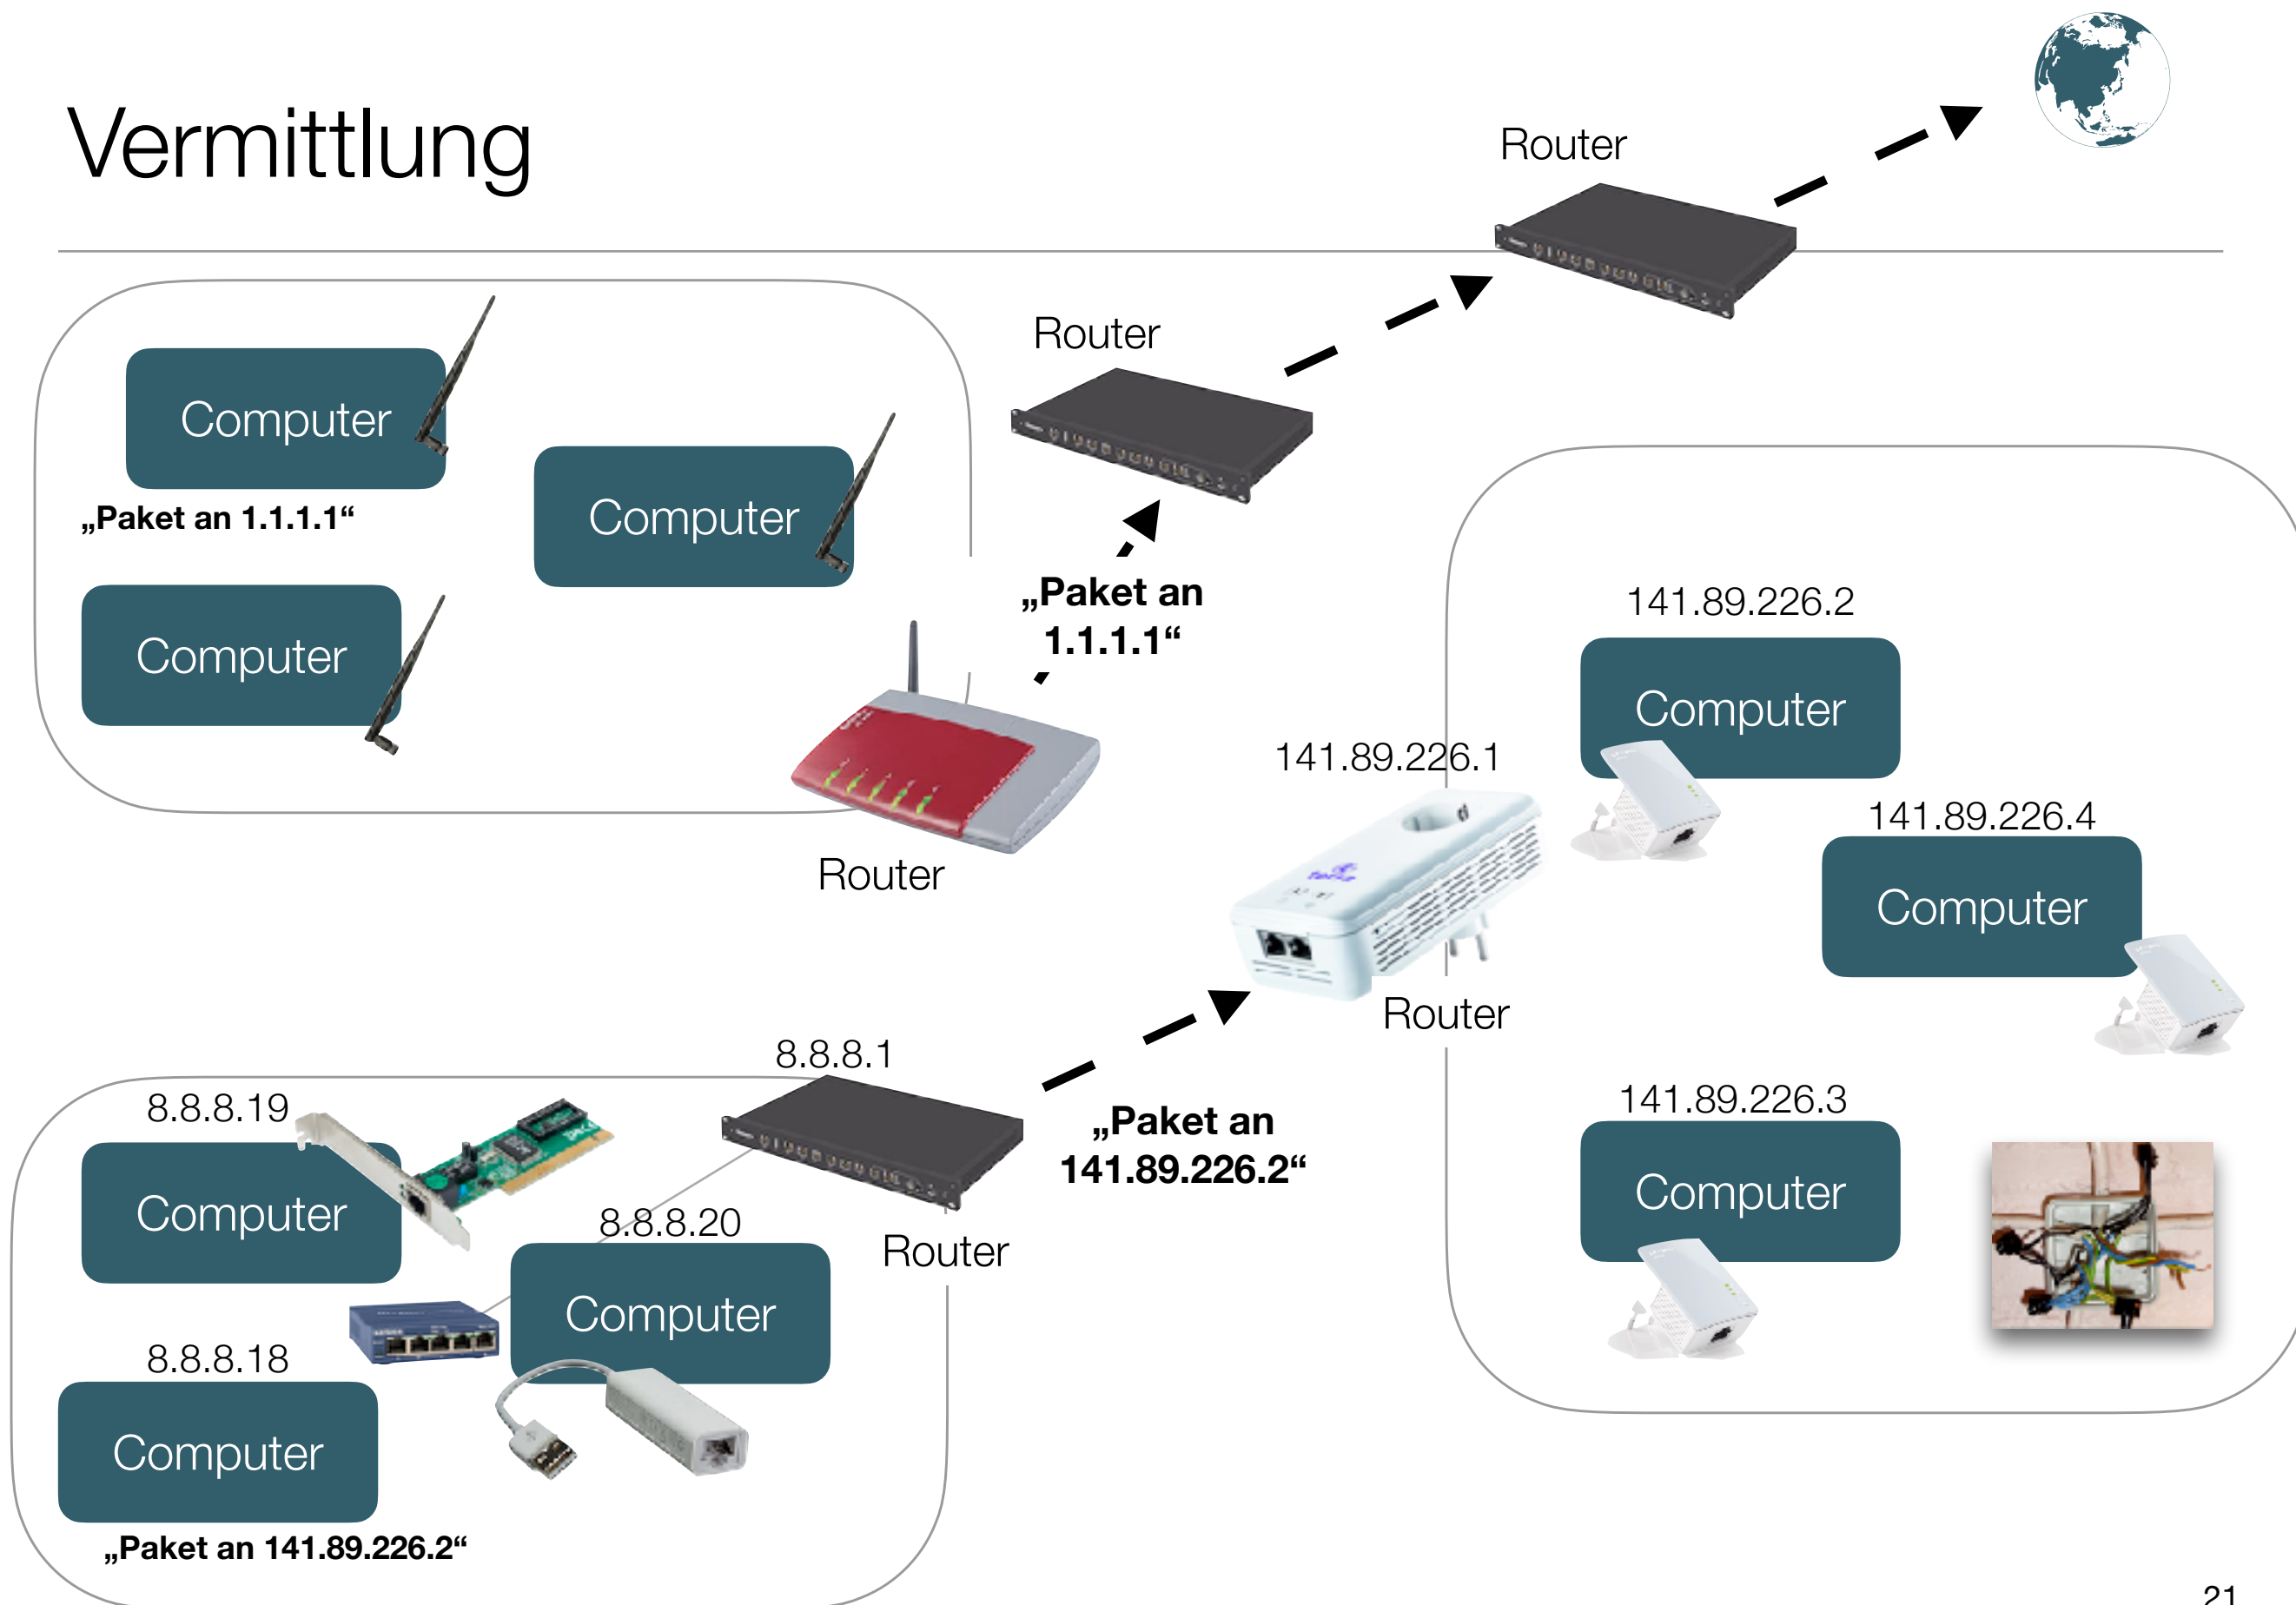 Vermittlung
Router
Router
Computer
„Paket an 1.1.1.1“
Computer
Computer
„Paket an
1.1.1.1“
Router
141.89.226.1
Router
141.89.226.2
Computer
141.89.226.4
Computer
141.89.226.3
Computer
8.8.8.1
Router
„Paket an
141.89.226.2“
8.8.8.19
Computer
8.8.8.20
Computer
8.8.8.18
Computer
„Paket an 141.89.226.2“
21